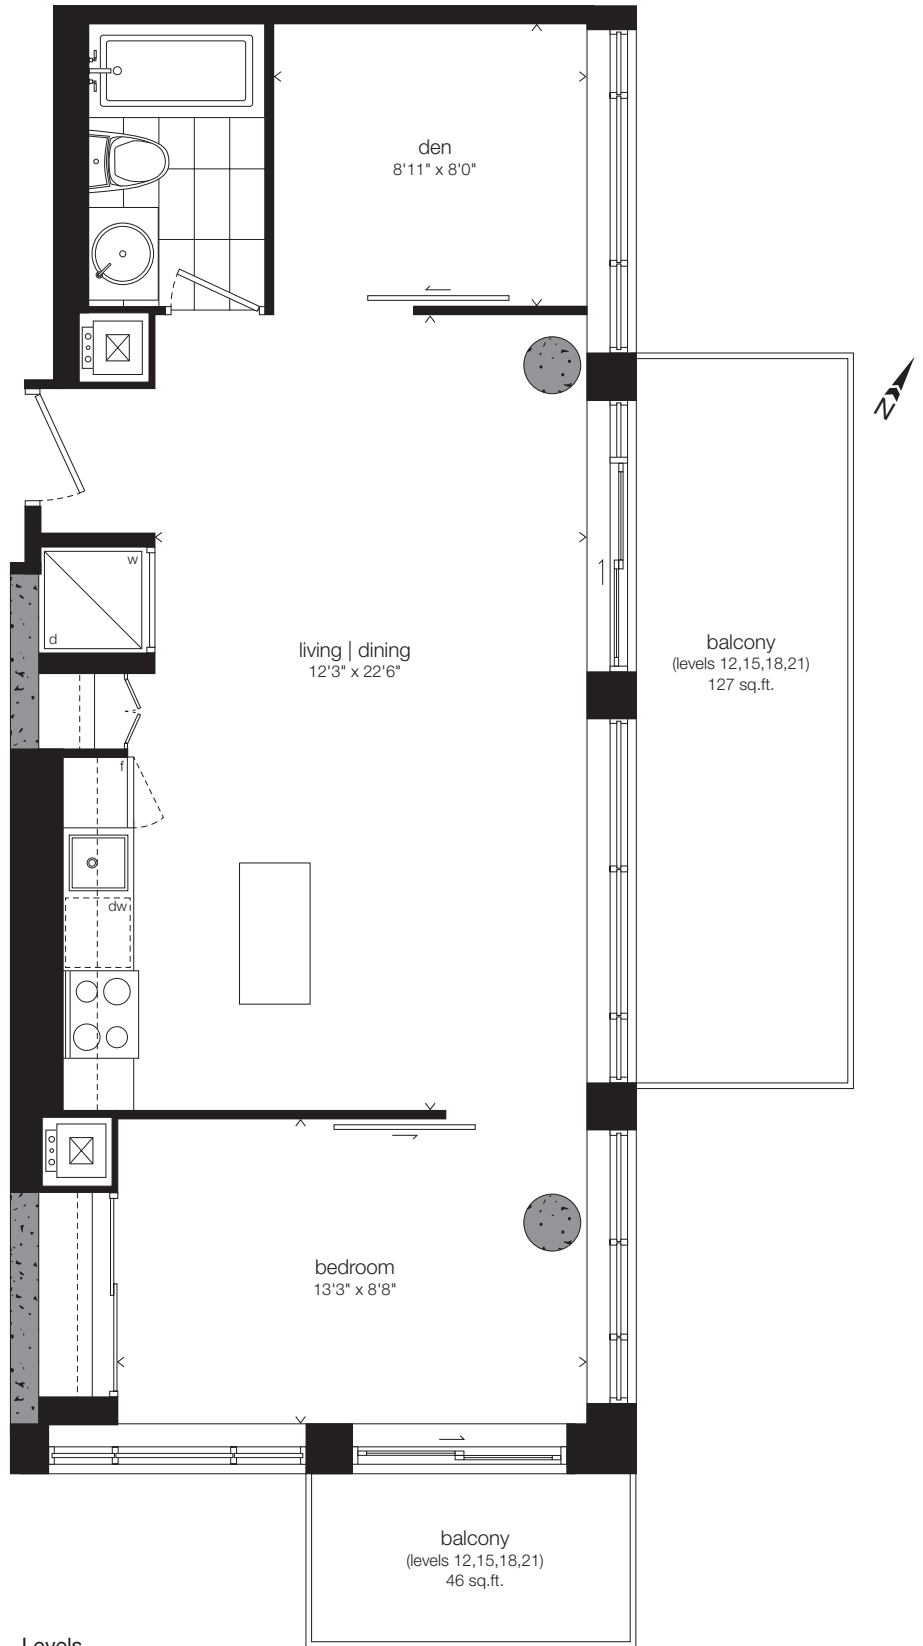 den
8'11" x 8'0"
N
w
d
living | dining
12'3" x 22'6"
balcony
(levels 12,15,18,21)
127 sq.ft.
f
dw
bedroom
13'3" x 8'8"
balcony
(levels 12,15,18,21)
46 sq.ft.
Levels